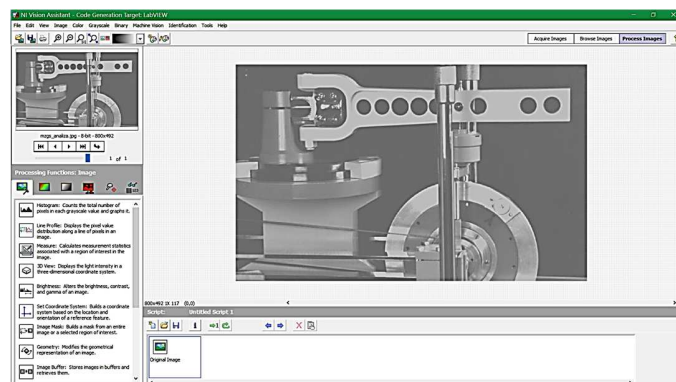 NI Vision Assistant - Code Generation Target: LabVIEW
File Edit View Image Color Grayscale Binary Machine Vision Identification Tools Help
Acquire Images Browse Images Process Images
mzgs_analiza.jpg - 8-bit - 800x492
1 of 1
Processing Functions: Image
Histogram: Counts the total number of
pixels in each grayscale value and graphs it.
Line Profile: Displays the pixel value
distribution along a line of pixels in an
image.
Measure: Calculates measurement statistics
associated with a region of interest in the
image.
3D View: Displays the light intensity in a
three-dimensional coordinate system.
Brightness: Alters the brightness, contrast,
and gamma of an image.
Set Coordinate System: Builds a coordinate
system based on the location and
orientation of a reference feature.
Image Mask: Builds a mask from an entire
image or a selected region of interest.
Geometry: Modifies the geometrical
representation of an image.
Image Buffer: Stores images in buffers and
retrieves them.
800x492 1X 117 (0,0)
Script: Untitled Script 1
Original Image